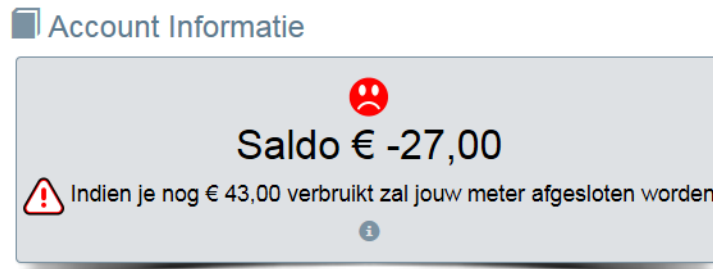 Account Informatie
Saldo € -27,00
Indien je nog € 43,00 verbruikt zal jouw meter afgesloten worden